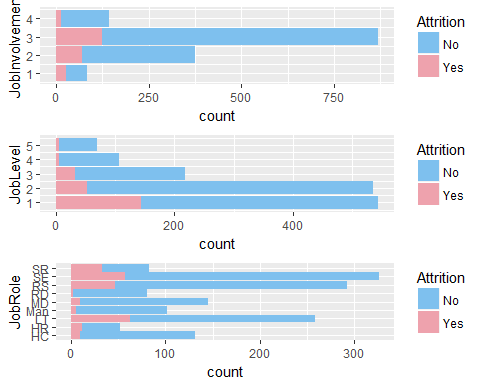 JobInvolvement
4
3
2
1
0
250
500
750
count
Attrition
No
Yes
JobLevel
5
4
3
2
1
0
200
400
count
Attrition
No
Yes
JobRole
SR
SE
RS
RD
MD
Man
LT
HR
HC
0
100
200
300
count
Attrition
No
Yes